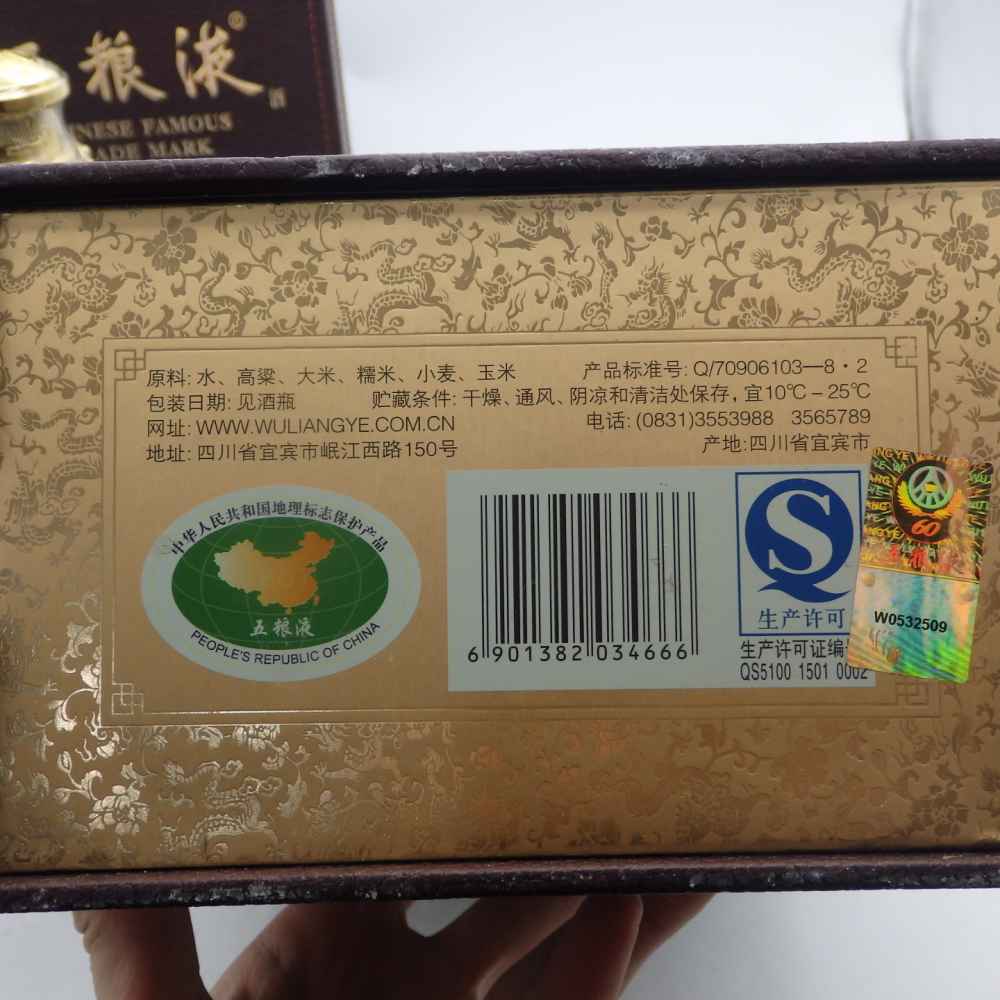 粮液®
酒
FAMOUS
MARK
原料: 水、高粱、大米、糯米、小麦、玉米
产品标准号: Q/70906103—8·2
包装日期: 见酒瓶
贮藏条件: 干燥、通风、阴凉和清洁处保存, 宜10℃－25℃
网址: WWW.WULIANGYE.COM.CN
电话: (0831)3553988 3565789
地址: 四川省宜宾市岷江西路150号
产地: 四川省宜宾市
中华人民共和国地理标志保护产品
五粮液
PEOPLE'S REPUBLIC OF CHINA
6 901382 034666
生产许可
生产许可证编
QS5100 1501 0002
60
五粮
W0532509